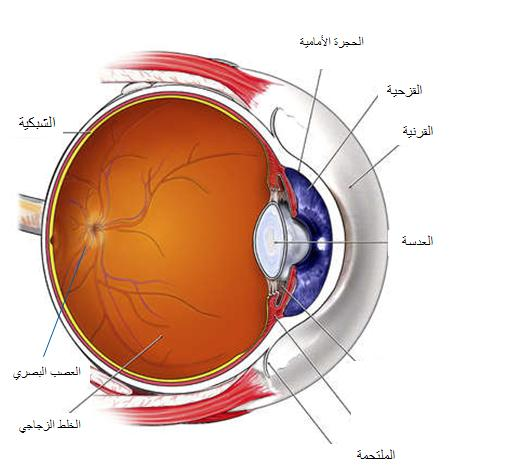 الحجرة الأمامية
القزحية
القرنية
الشبكية
العدسة
العصب البصري
الخلط الزجاجي
الملتحمة